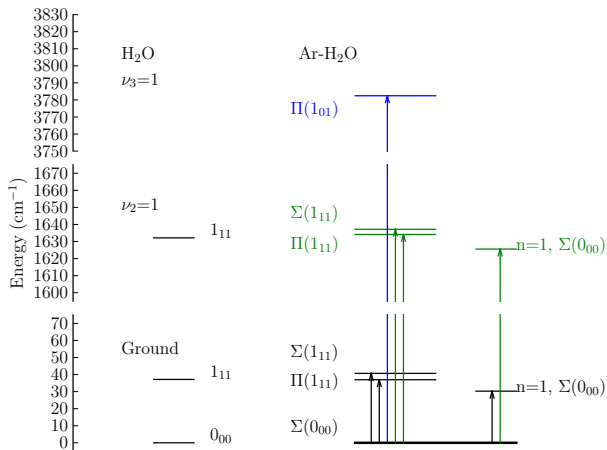 Energy (cm⁻¹)
3830
3820
3810
3800
3790
3780
3770
3760
3750
1670
1660
1650
1640
1630
1620
1610
1600
70
60
50
40
30
20
10
0
H₂O
Ar-H₂O
ν₃=1
Π(1₀₁)
ν₂=1
1₁₁
Σ(1₁₁)
Π(1₁₁)
n=1, Σ(0₀₀)
Ground
1₁₁
Σ(1₁₁)
Π(1₁₁)
n=1, Σ(0₀₀)
0₀₀
Σ(0₀₀)